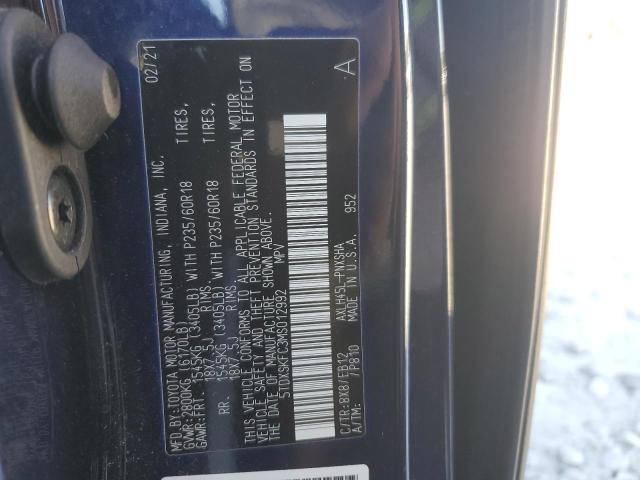 MFD.BY:TOYOTA MOTOR MANUFACTURING, INDIANA, INC. 02/21
GVWR:2800KG (6170LB)
GAWR:FRT. 1545KG (3405LB) WITH P235/60R18 TIRES,
18X7.5J RIMS,
RR. 1545KG (3405LB) WITH P235/60R18 TIRES,
18X7.5J RIMS,
THIS VEHICLE CONFORMS TO ALL APPLICABLE FEDERAL MOTOR
VEHICLE SAFETY AND THEFT PREVENTION STANDARDS IN EFFECT ON
THE DATE OF MANUFACTURE SHOWN ABOVE.
5TDXSKFC3MS012992 MPV
A
C/TR:8X8/FB12 AXLH45L-PNXSHA
A/TM: /P810 MADE IN U.S.A. 952